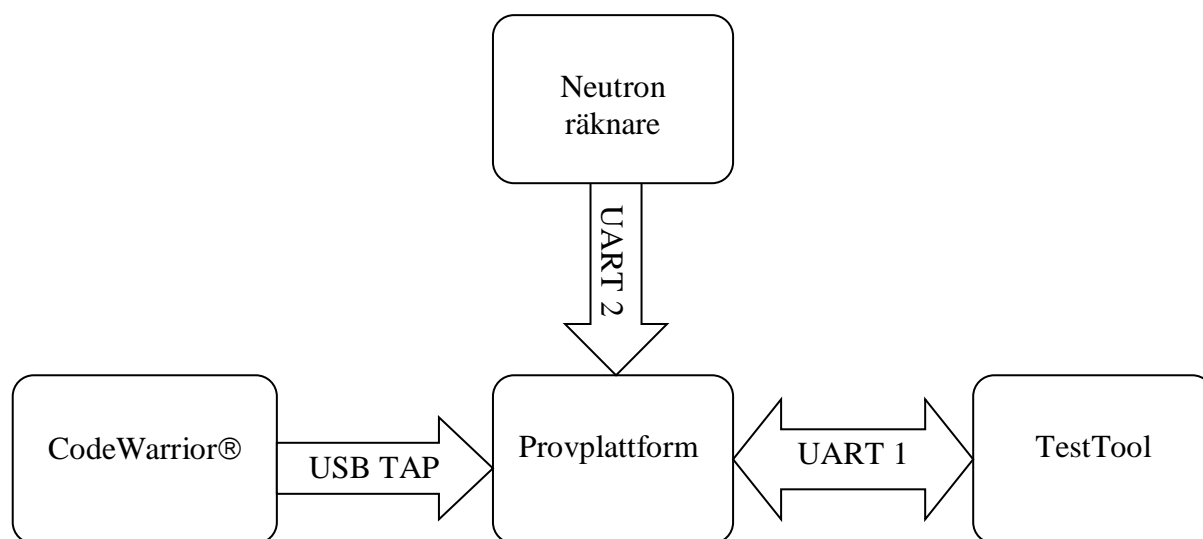 Neutron
räknare
UART 2
CodeWarrior®
USB TAP
Provplattform
UART 1
TestTool